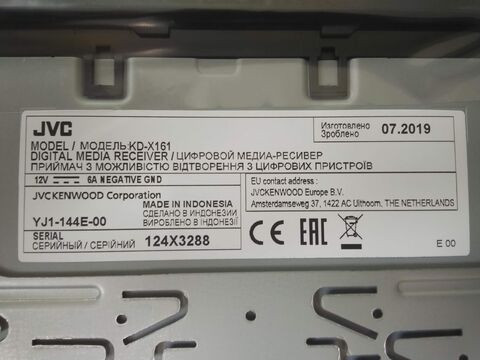 JVC
Изготовлено
Зроблено 07.2019
MODEL / МОДЕЛЬ:KD-X161
DIGITAL MEDIA RECEIVER / ЦИФРОВОЙ МЕДИА-РЕСИВЕР
ПРИЙМАЧ З МОЖЛИВІСТЮ ВІДТВОРЕННЯ З ЦИФРОВИХ ПРИСТРОЇВ
12V ⎓ 6A NEGATIVE GND
JVCKENWOOD Corporation
YJ1-144E-00
MADE IN INDONESIA
СДЕЛАНО В ИНДОНЕЗИИ
ВИРОБЛЕНО В ІНДОНЕЗІЇ
SERIAL
СЕРИЙНЫЙ / СЕРІЙНИЙ 124X3288
EU contact address :
JVCKENWOOD Europe B.V.
Amsterdamseweg 37, 1422 AC Uithoorn, THE NETHERLANDS
CE EAC
E 00